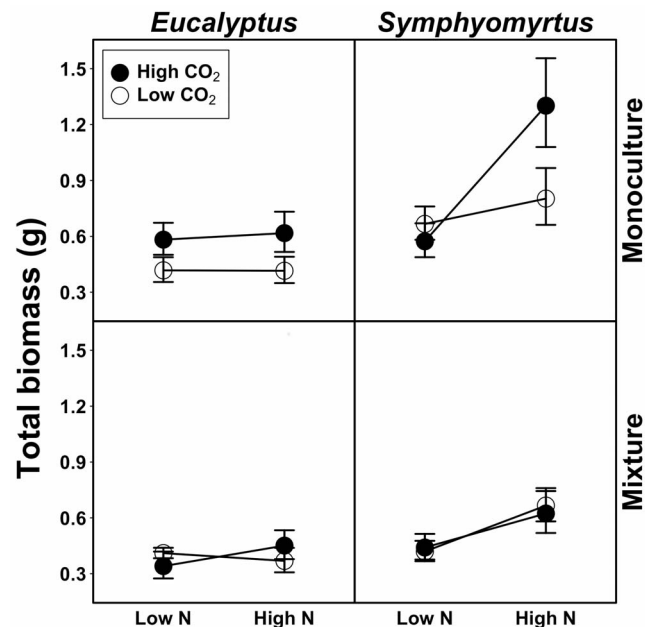 Eucalyptus Symphyomyrtus
High CO₂
Low CO₂
Total biomass (g)
1.5
1.2
0.9
0.6
0.3
Monoculture
1.5
1.2
0.9
0.6
0.3
Mixture
Low N High N Low N High N